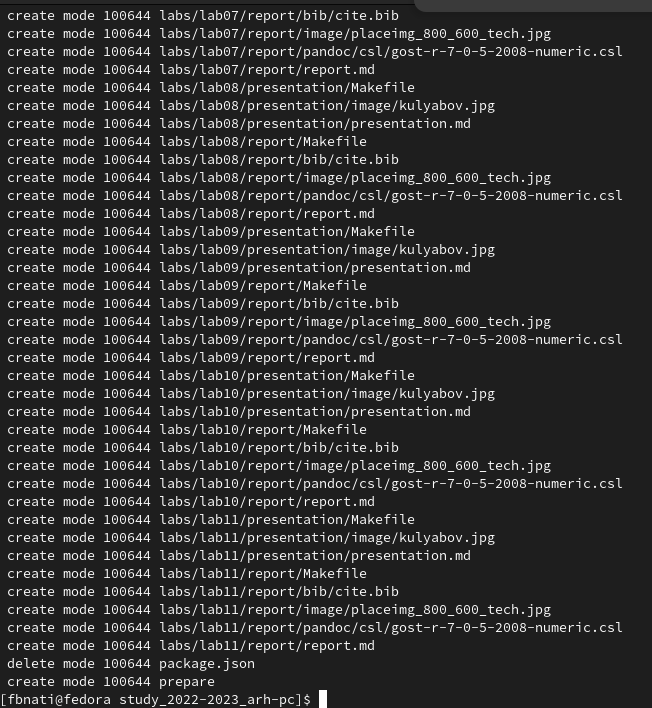 create mode 100644 labs/lab07/report/bib/cite.bib
create mode 100644 labs/lab07/report/image/placeimg_800_600_tech.jpg
create mode 100644 labs/lab07/report/pandoc/csl/gost-r-7-0-5-2008-numeric.csl
create mode 100644 labs/lab07/report/report.md
create mode 100644 labs/lab08/presentation/Makefile
create mode 100644 labs/lab08/presentation/image/kulyabov.jpg
create mode 100644 labs/lab08/presentation/presentation.md
create mode 100644 labs/lab08/report/Makefile
create mode 100644 labs/lab08/report/bib/cite.bib
create mode 100644 labs/lab08/report/image/placeimg_800_600_tech.jpg
create mode 100644 labs/lab08/report/pandoc/csl/gost-r-7-0-5-2008-numeric.csl
create mode 100644 labs/lab08/report/report.md
create mode 100644 labs/lab09/presentation/Makefile
create mode 100644 labs/lab09/presentation/image/kulyabov.jpg
create mode 100644 labs/lab09/presentation/presentation.md
create mode 100644 labs/lab09/report/Makefile
create mode 100644 labs/lab09/report/bib/cite.bib
create mode 100644 labs/lab09/report/image/placeimg_800_600_tech.jpg
create mode 100644 labs/lab09/report/pandoc/csl/gost-r-7-0-5-2008-numeric.csl
create mode 100644 labs/lab09/report/report.md
create mode 100644 labs/lab10/presentation/Makefile
create mode 100644 labs/lab10/presentation/image/kulyabov.jpg
create mode 100644 labs/lab10/presentation/presentation.md
create mode 100644 labs/lab10/report/Makefile
create mode 100644 labs/lab10/report/bib/cite.bib
create mode 100644 labs/lab10/report/image/placeimg_800_600_tech.jpg
create mode 100644 labs/lab10/report/pandoc/csl/gost-r-7-0-5-2008-numeric.csl
create mode 100644 labs/lab10/report/report.md
create mode 100644 labs/lab11/presentation/Makefile
create mode 100644 labs/lab11/presentation/image/kulyabov.jpg
create mode 100644 labs/lab11/presentation/presentation.md
create mode 100644 labs/lab11/report/Makefile
create mode 100644 labs/lab11/report/bib/cite.bib
create mode 100644 labs/lab11/report/image/placeimg_800_600_tech.jpg
create mode 100644 labs/lab11/report/pandoc/csl/gost-r-7-0-5-2008-numeric.csl
create mode 100644 labs/lab11/report/report.md
delete mode 100644 package.json
create mode 100644 prepare
[fbnati@fedora study_2022-2023_arh-pc]$